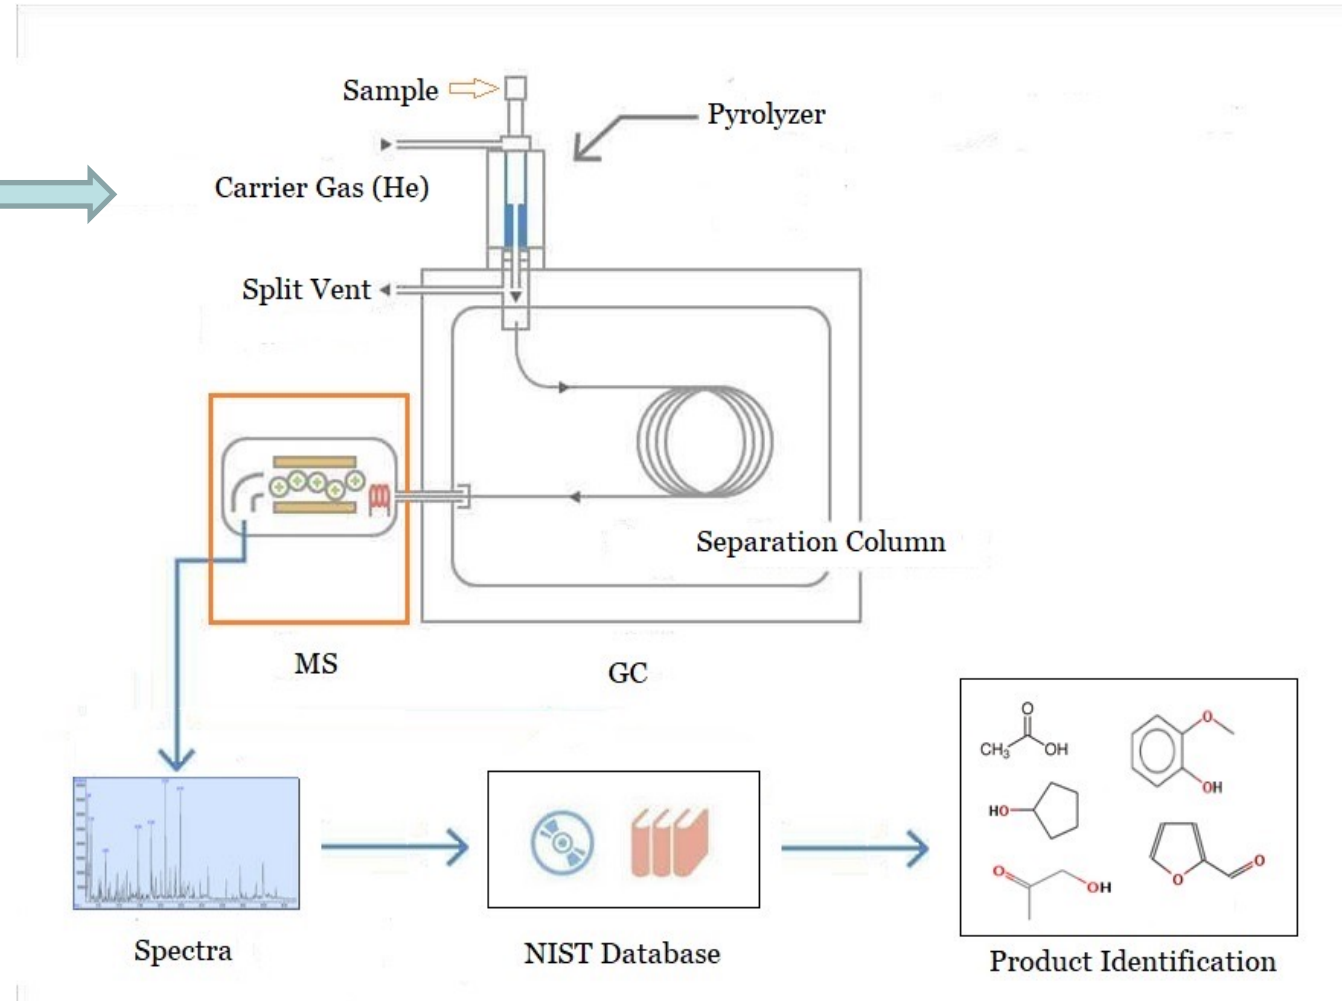 Sample
Pyrolyzer
Carrier Gas (He)
Split Vent
Separation Column
MS
GC
O
CH3
OH
O
OH
HO
O
OH
O
O
Spectra
NIST Database
Product Identification